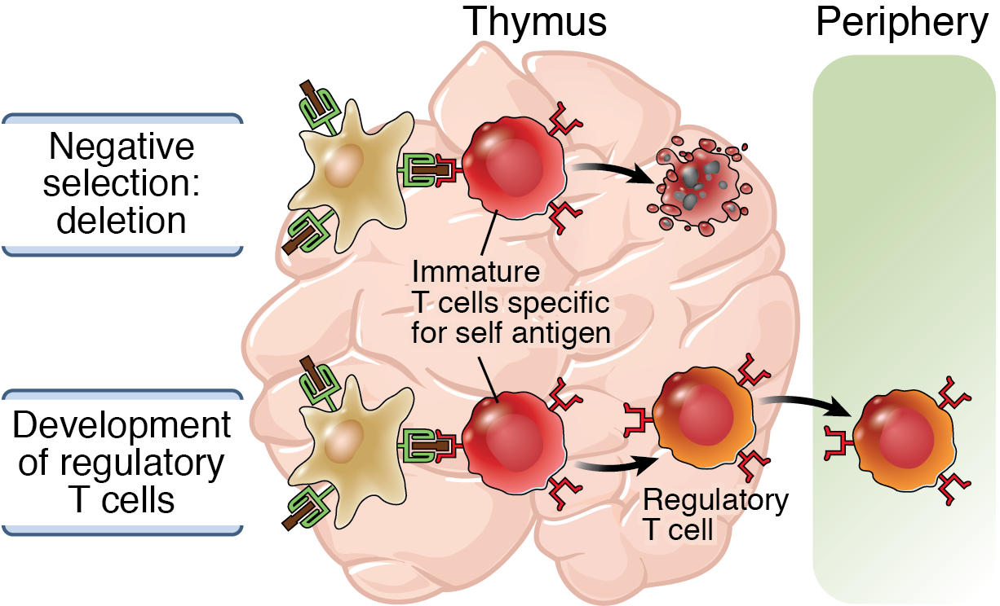 Thymus
Periphery
Negative
selection:
deletion
Immature
T cells specific
for self antigen
Development
of regulatory
T cells
Regulatory
T cell